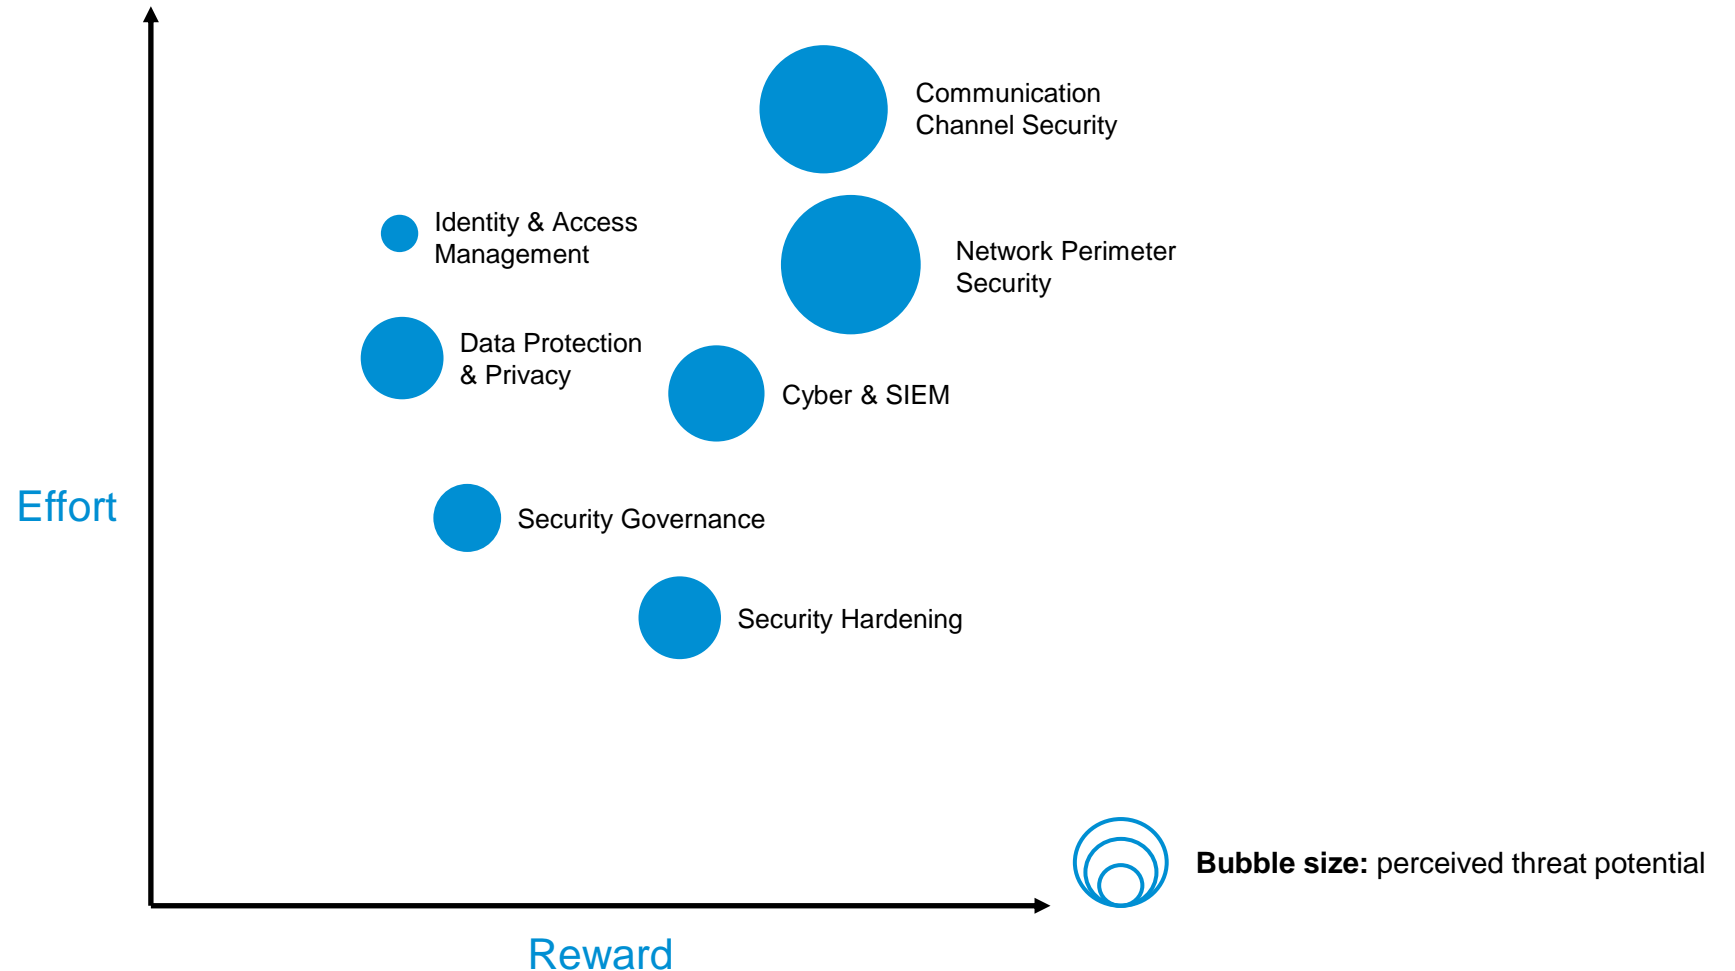 Communication
Channel Security
Identity & Access
Management
Network Perimeter
Security
Data Protection
& Privacy
Cyber & SIEM
Effort
Security Governance
Security Hardening
Bubble size: perceived threat potential
Reward